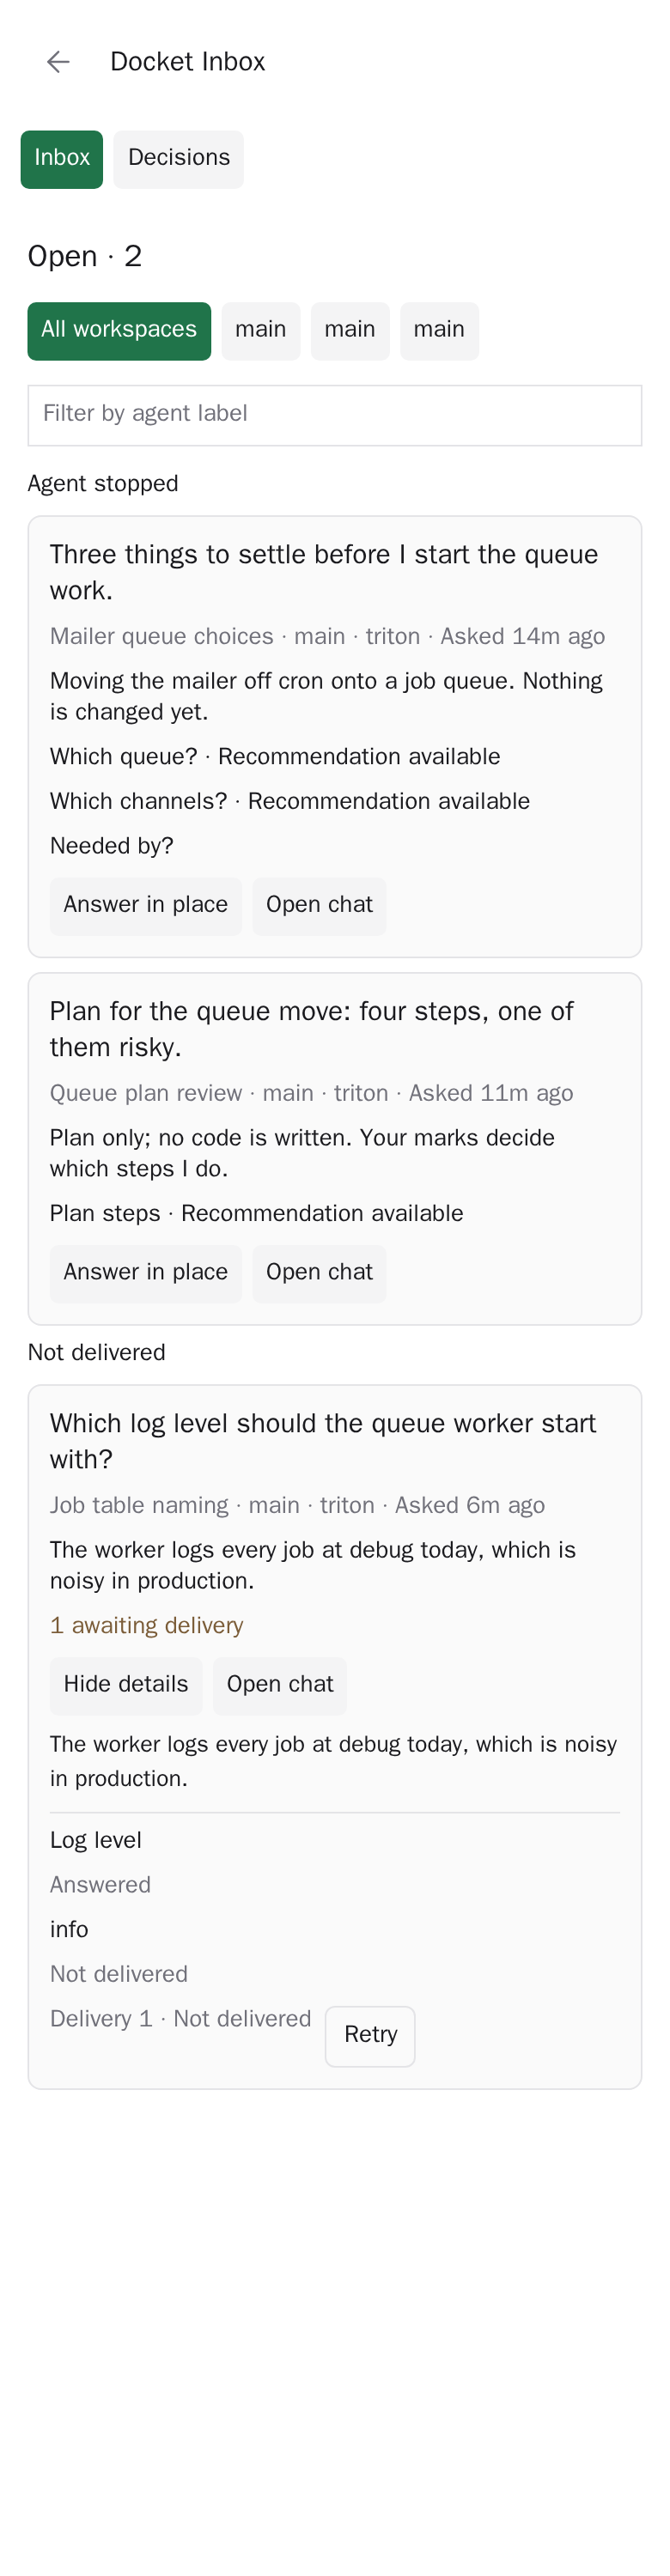 Docket Inbox
Inbox
Decisions
Open · 2
All workspaces
main
main
main
Filter by agent label
Agent stopped
Three things to settle before I start the queue
work.
Mailer queue choices · main · triton · Asked 14m ago
Moving the mailer off cron onto a job queue. Nothing
is changed yet.
Which queue? · Recommendation available
Which channels? · Recommendation available
Needed by?
Answer in place
Open chat
Plan for the queue move: four steps, one of
them risky.
Queue plan review · main · triton · Asked 11m ago
Plan only; no code is written. Your marks decide
which steps I do.
Plan steps · Recommendation available
Answer in place
Open chat
Not delivered
Which log level should the queue worker start
with?
Job table naming · main · triton · Asked 6m ago
The worker logs every job at debug today, which is
noisy in production.
1 awaiting delivery
Hide details
Open chat
The worker logs every job at debug today, which is noisy
in production.
Log level
Answered
info
Not delivered
Delivery 1 · Not delivered
Retry